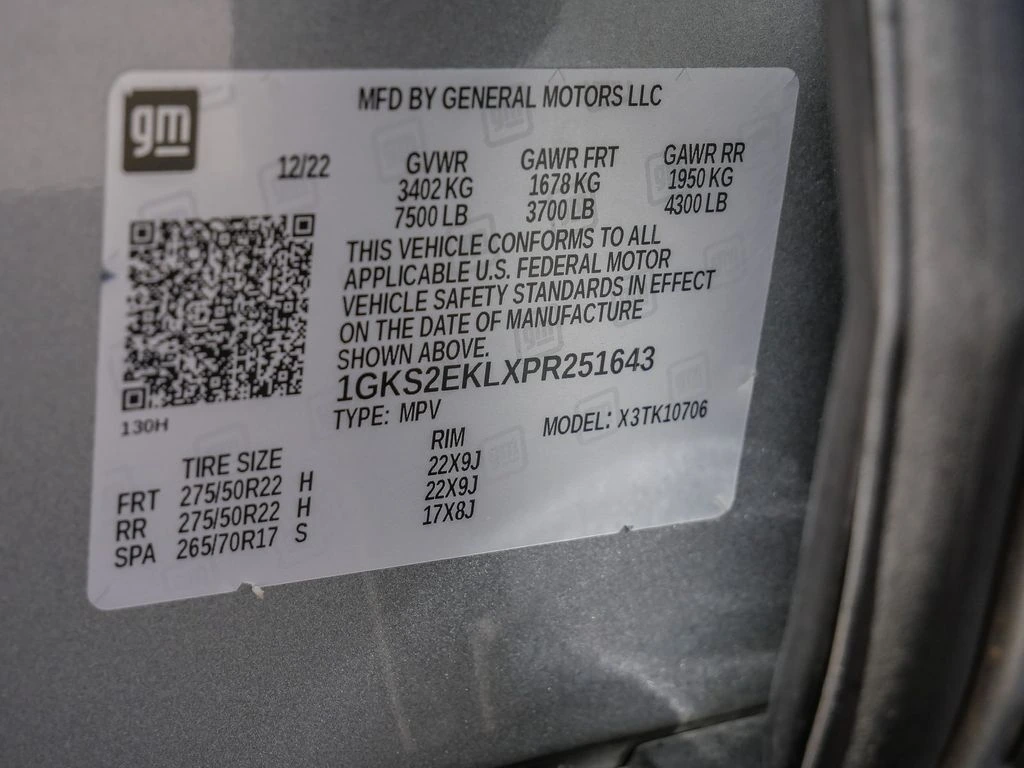 gm
MFD BY GENERAL MOTORS LLC
12/22 GVWR GAWR FRT GAWR RR
3402 KG 1678 KG 1950 KG
7500 LB 3700 LB 4300 LB
THIS VEHICLE CONFORMS TO ALL
APPLICABLE U.S. FEDERAL MOTOR
VEHICLE SAFETY STANDARDS IN EFFECT
ON THE DATE OF MANUFACTURE
SHOWN ABOVE.
1GKS2EKLXPR251643
130H
TYPE: MPV MODEL: X3TK10706
TIRE SIZE RIM
FRT 275/50R22 H 22X9J
RR 275/50R22 H 22X9J
SPA 265/70R17 S 17X8J